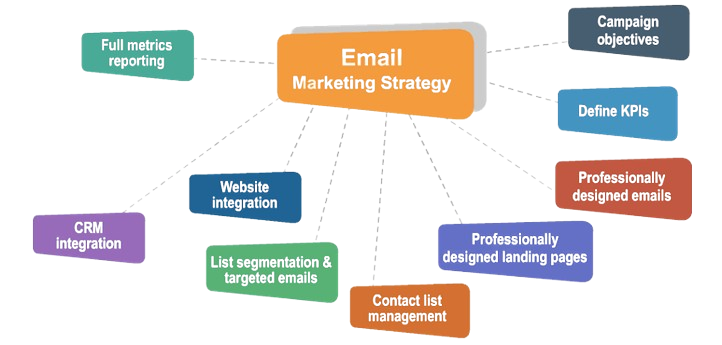 Email
Marketing Strategy
Campaign
objectives
Define KPIs
Professionally
designed emails
Professionally
designed landing pages
Contact list
management
List segmentation &
targeted emails
Website
integration
CRM
integration
Full metrics
reporting